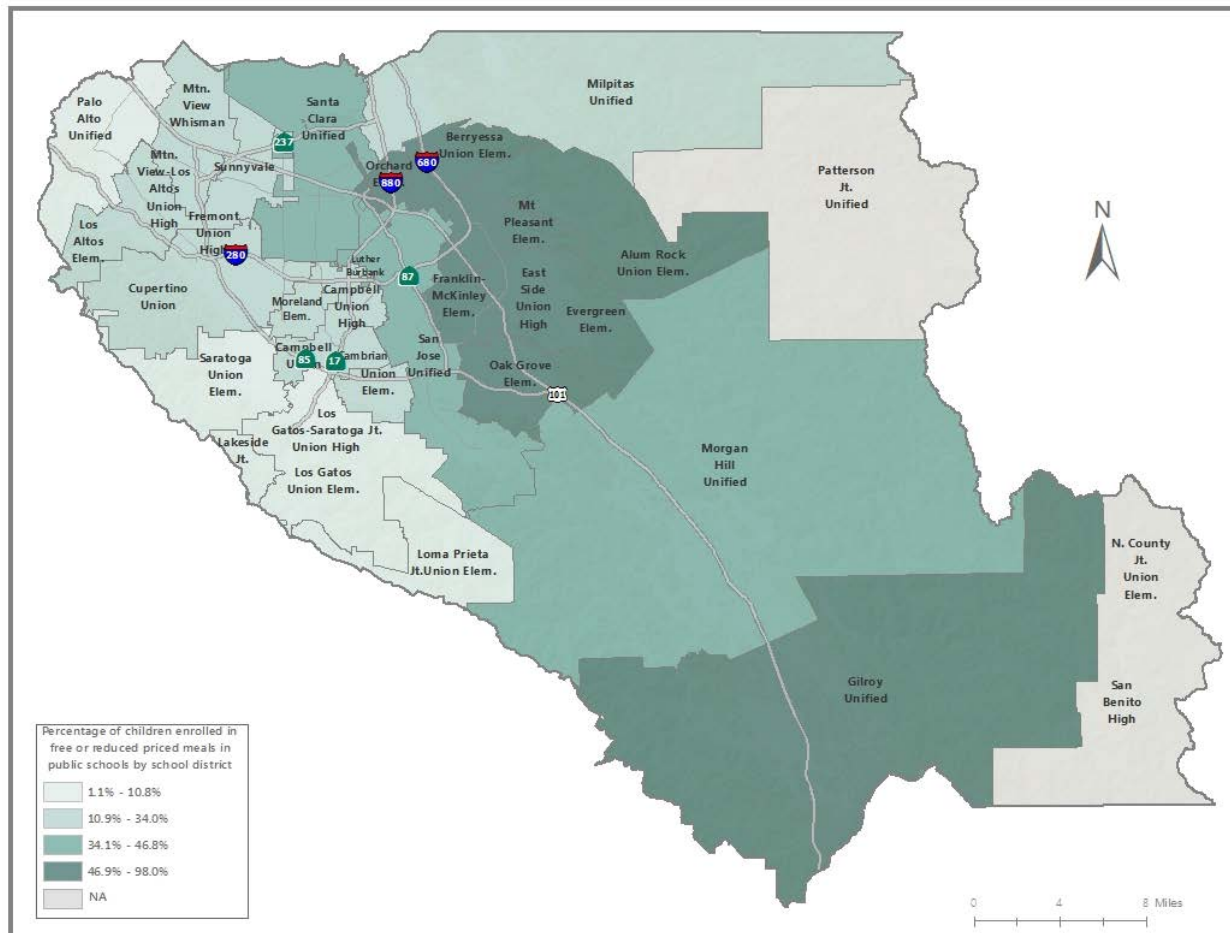 Palo
Alto
Unified
Mtn.
View
Whisman
Santa
Clara
Unified
Milpitas
Unified
237
Mtn.
View-Los
Altos
Union
High
Sunnyvale
Berryessa
Union Elem.
680
Orchard
880
Patterson
Jt.
Unified
N
Los
Altos
Elem.
Fremont
Union
High
280
Mt
Pleasant
Elem.
Alum Rock
Union Elem.
Luther
Burbank
87
Cupertino
Union
Moreland
Elem.
Campbell
Union
High
Franklin-
McKinley
Elem.
East
Side
Union
High
Evergreen
Elem.
Saratoga
Union
Elem.
Campbell
85
17
Union
Elem.
San
Jose
Unified
Oak Grove
Elem.
101
Los
Gatos-Saratoga Jt.
Union High
Lakeside
Jt.
Los Gatos
Union Elem.
Morgan
Hill
Unified
Loma Prieta
Jt.Union Elem.
N. County
Jt.
Union
Elem.
Gilroy
Unified
San
Benito
High
Percentage of children enrolled in
free or reduced priced meals in
public schools by school district
1.1% - 10.8%
10.9% - 34.0%
34.1% - 46.8%
46.9% - 98.0%
NA
0 4 8 Miles